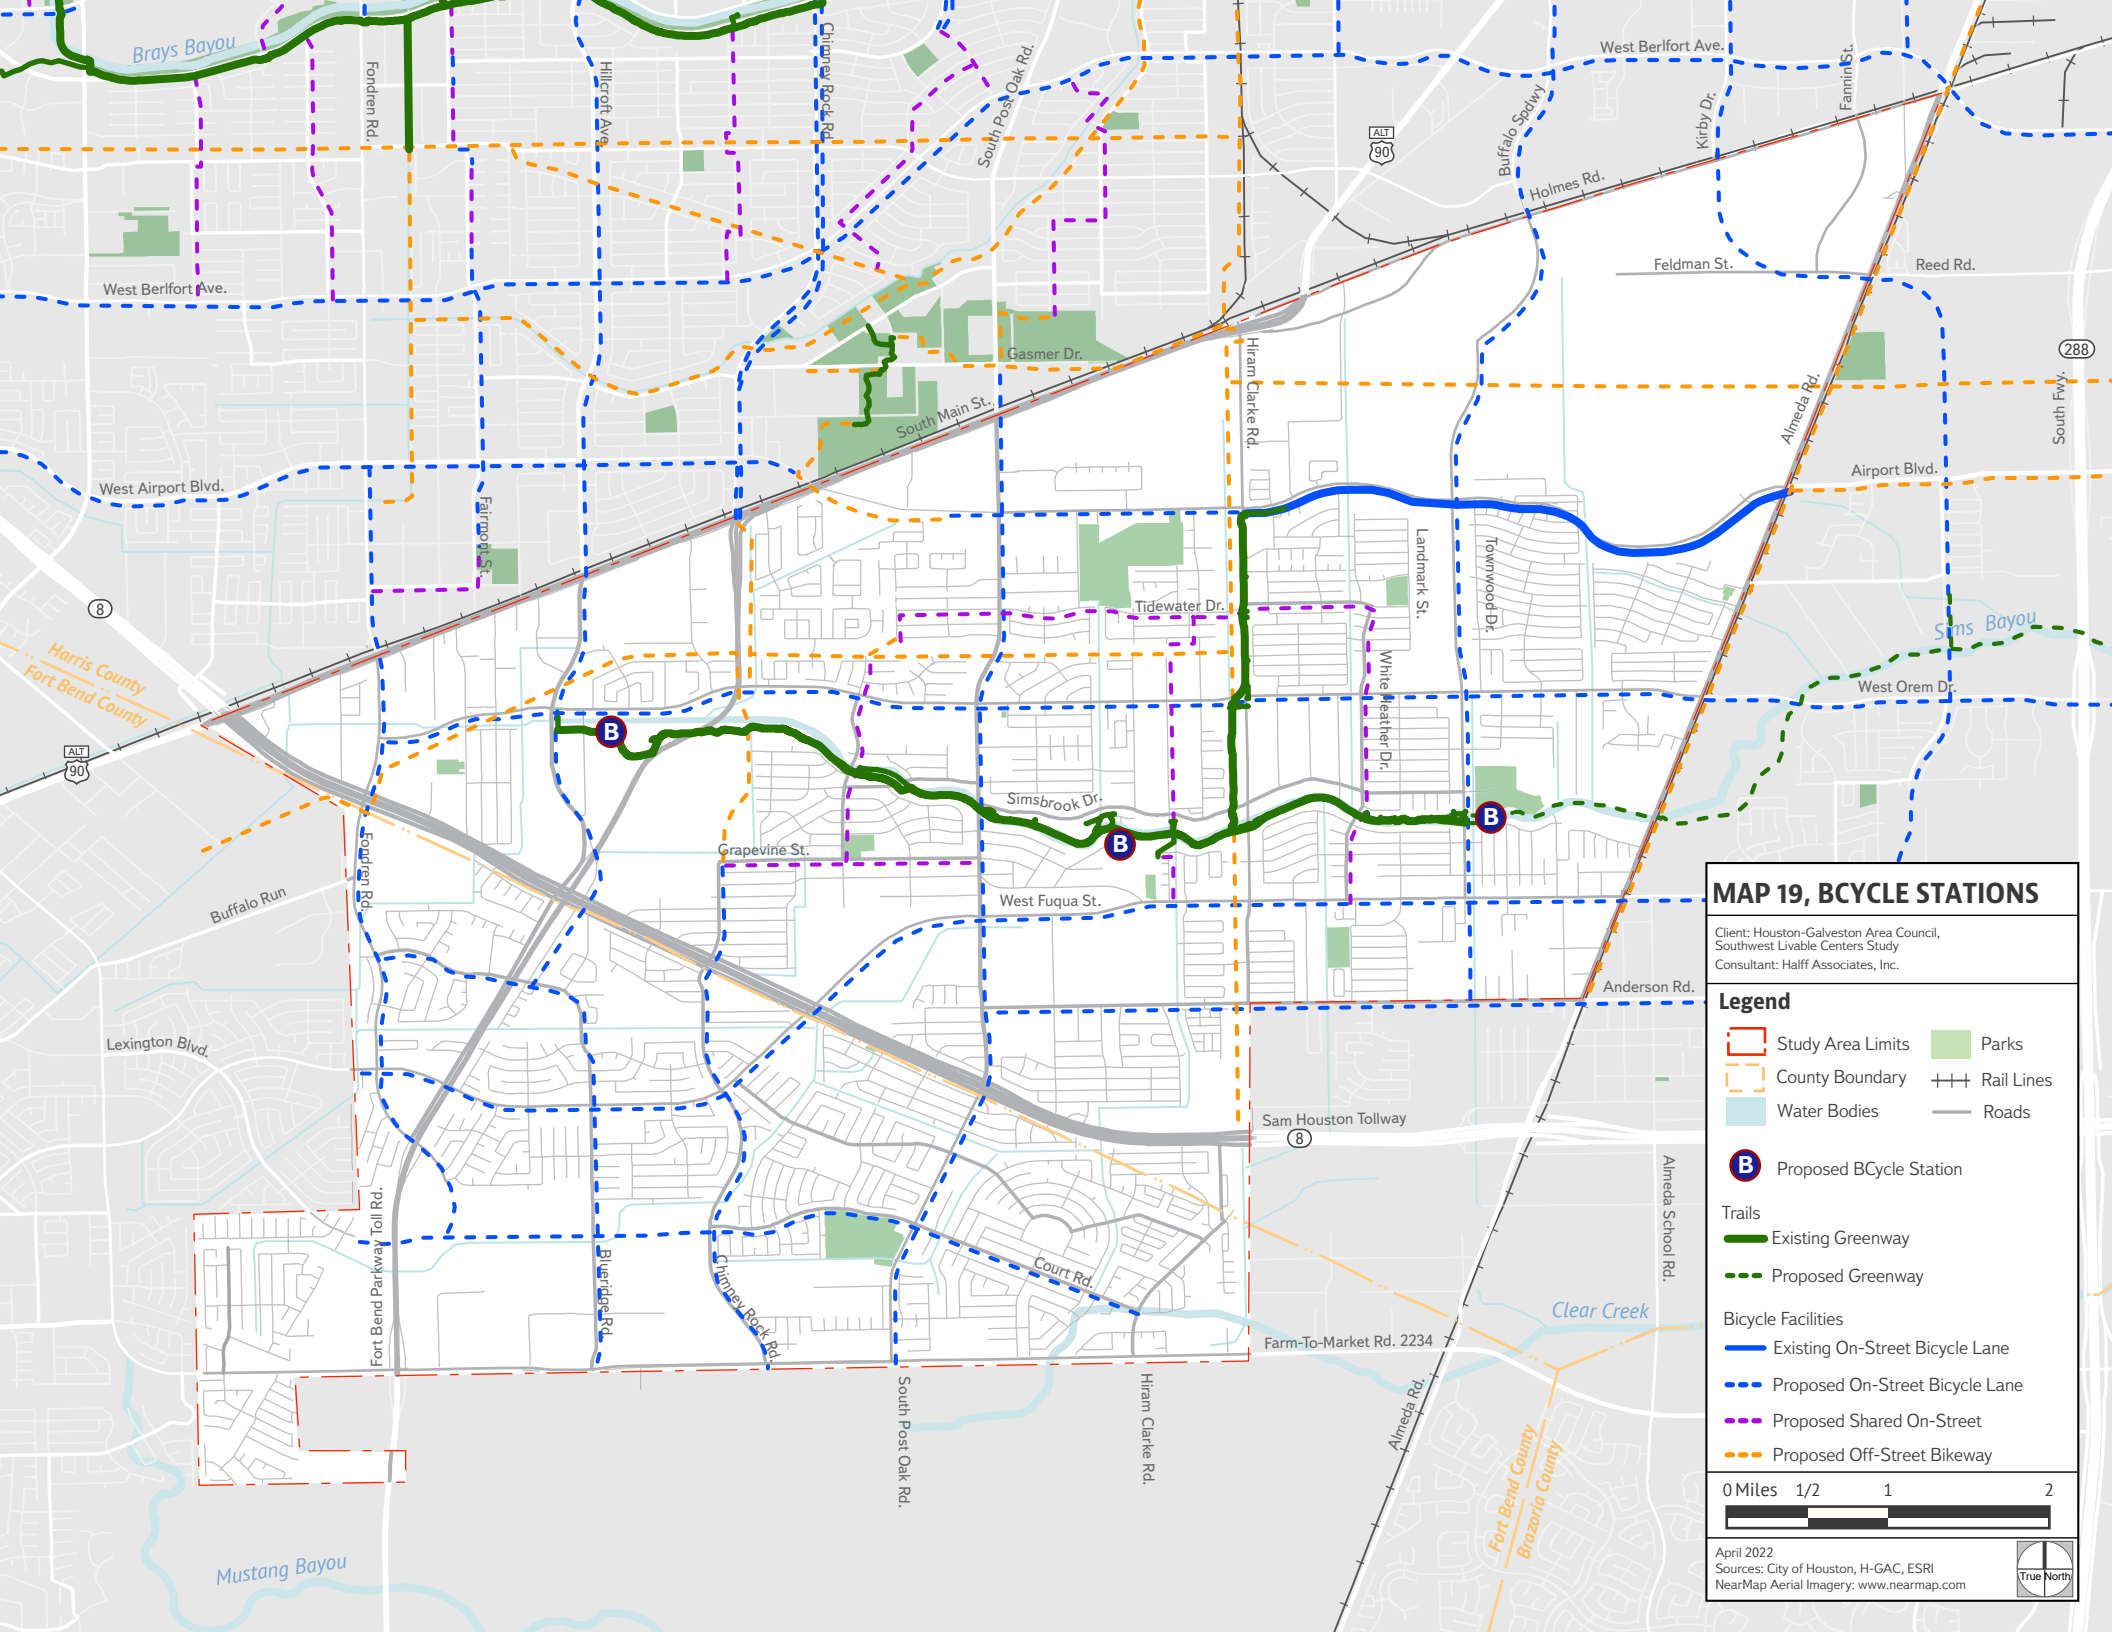 Brays Bayou
Fondren Rd.
Hillcroft Ave.
Chimney Rock Rd.
South Post Oak Rd.
ALT
90
Buffalo Spdwy
West Berlfort Ave.
Kirby Dr.
Fannin St.
Holmes Rd.
Feldman St.
Reed Rd.
West Berlfort Ave.
Gasmer Dr.
Hiram Clarke Rd.
288
South Fwy.
Almeda Rd.
South Main St.
West Airport Blvd.
Airport Blvd.
Fairmont St.
Landmark St.
Townwood Dr.
Tidewater Dr.
8
Harris County
Fort Bend County
Sims Bayou
White Heather Dr.
West Orem Dr.
ALT
90
B
Simsbrook Dr.
B
B
Grapevine St.
Fondren Rd.
Buffalo Run
West Fuqua St.
Anderson Rd.
Lexington Blvd.
Sam Houston Tollway
8
Almeda School Rd.
Fort Bend Parkway Toll Rd.
Blueridge Rd.
Chimney Rock Rd.
Court Rd.
Clear Creek
Farm-To-Market Rd. 2234
South Post Oak Rd.
Hiram Clarke Rd.
Almeda Rd.
Fort Bend County
Brazoria County
Mustang Bayou
MAP 19, BCYCLE STATIONS
Client: Houston-Galveston Area Council,
Southwest Livable Centers Study
Consultant: Halff Associates, Inc.
Legend
Study Area Limits
Parks
County Boundary
Rail Lines
Water Bodies
Roads
B
Proposed BCycle Station
Trails
Existing Greenway
Proposed Greenway
Bicycle Facilities
Existing On-Street Bicycle Lane
Proposed On-Street Bicycle Lane
Proposed Shared On-Street
Proposed Off-Street Bikeway
0 Miles 1/2 1 2
April 2022
Sources: City of Houston, H-GAC, ESRI
NearMap Aerial Imagery: www.nearmap.com
True North